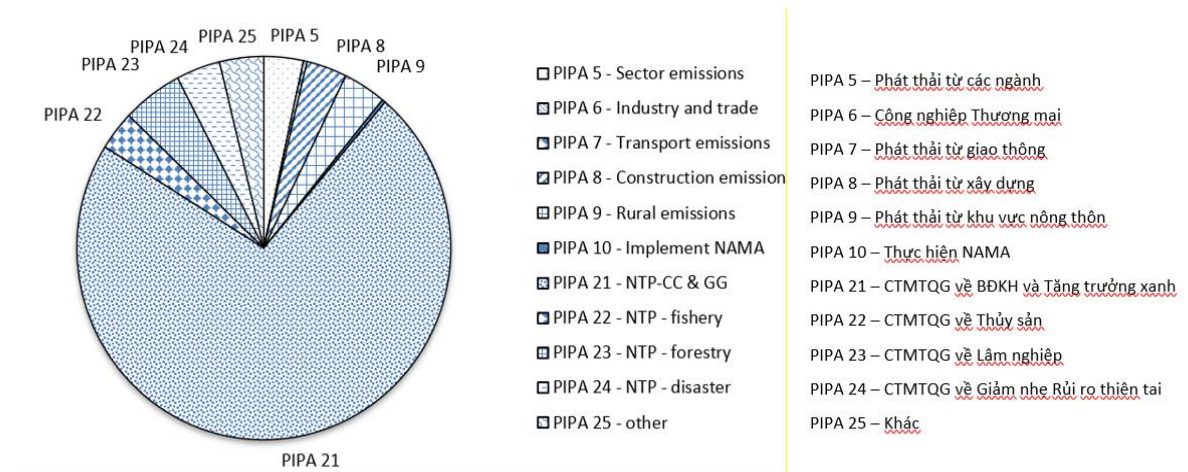 PIPA 25
PIPA 5
PIPA 24
PIPA 8
PIPA 23
PIPA 9
PIPA 22
PIPA 21
PIPA 5 - Sector emissions
PIPA 6 - Industry and trade
PIPA 7 - Transport emissions
PIPA 8 - Construction emission
PIPA 9 - Rural emissions
PIPA 10 - Implement NAMA
PIPA 21 - NTP-CC & GG
PIPA 22 - NTP - fishery
PIPA 23 - NTP - forestry
PIPA 24 - NTP - disaster
PIPA 25 - other
PIPA 5 – Phát thải từ các ngành
PIPA 6 – Công nghiệp Thương mại
PIPA 7 – Phát thải từ giao thông
PIPA 8 – Phát thải từ xây dựng
PIPA 9 – Phát thải từ khu vực nông thôn
PIPA 10 – Thực hiện NAMA
PIPA 21 – CTMTQG về BĐKH và Tăng trưởng xanh
PIPA 22 – CTMTQG về Thủy sản
PIPA 23 – CTMTQG về Lâm nghiệp
PIPA 24 – CTMTQG về Giảm nhẹ Rủi ro thiên tai
PIPA 25 – Khác